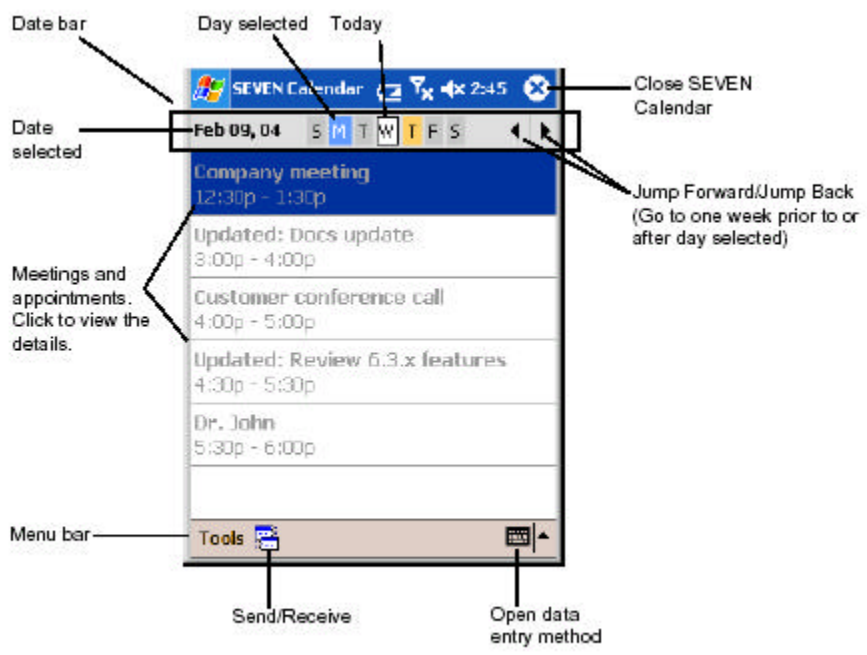 Date bar
Day selected
Today
SEVEN Calendar 2:45
Close SEVEN
Calendar
Date
selected
Feb 09, 04 S M T W T F S
Company meeting
12:30p - 1:30p
Jump Forward/Jump Back
(Go to one week prior to or
after day selected)
Updated: Docs update
3:00p - 4:00p
Meetings and
appointments.
Click to view the
details.
Customer conference call
4:00p - 5:00p
Updated: Review 6.3.x features
4:30p - 5:30p
Dr. John
5:30p - 6:00p
Menu bar
Tools
Send/Receive
Open data
entry method